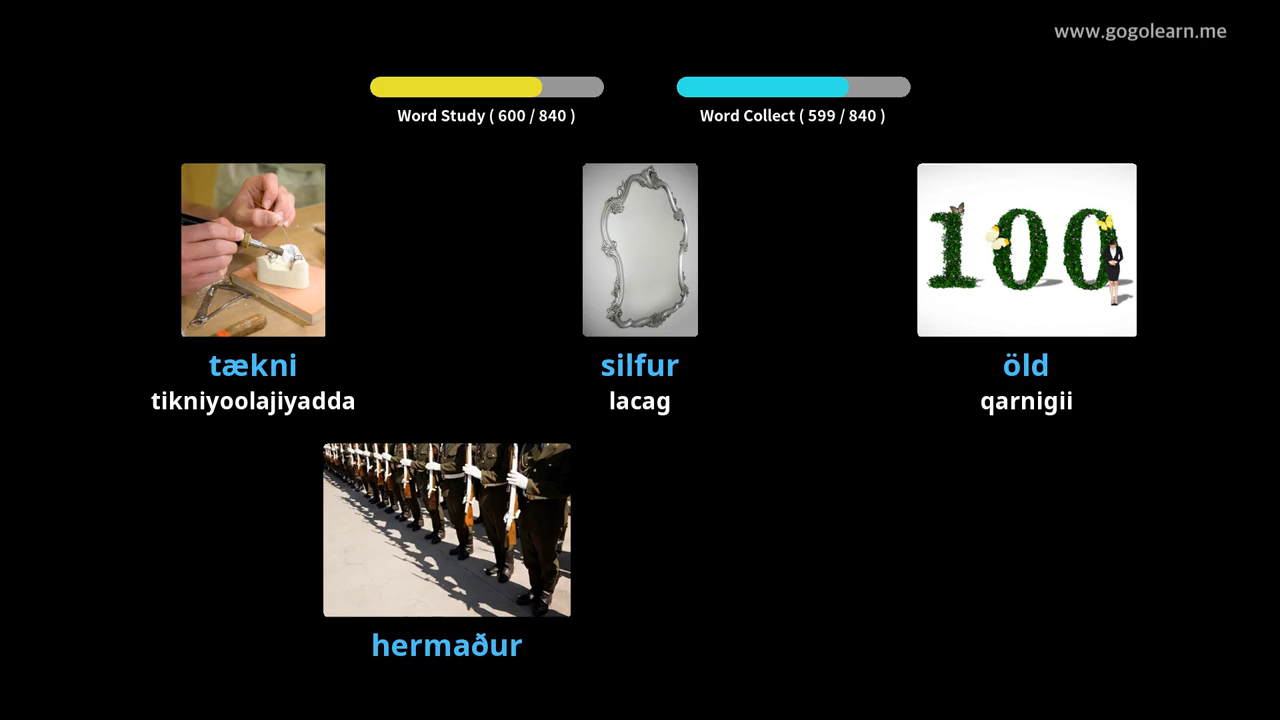 www.gogolearn.me
Word Study ( 600 / 840 )
Word Collect ( 599 / 840 )
100
tækni
tikniyoolajiyadda
silfur
lacag
öld
qarnigii
hermaður